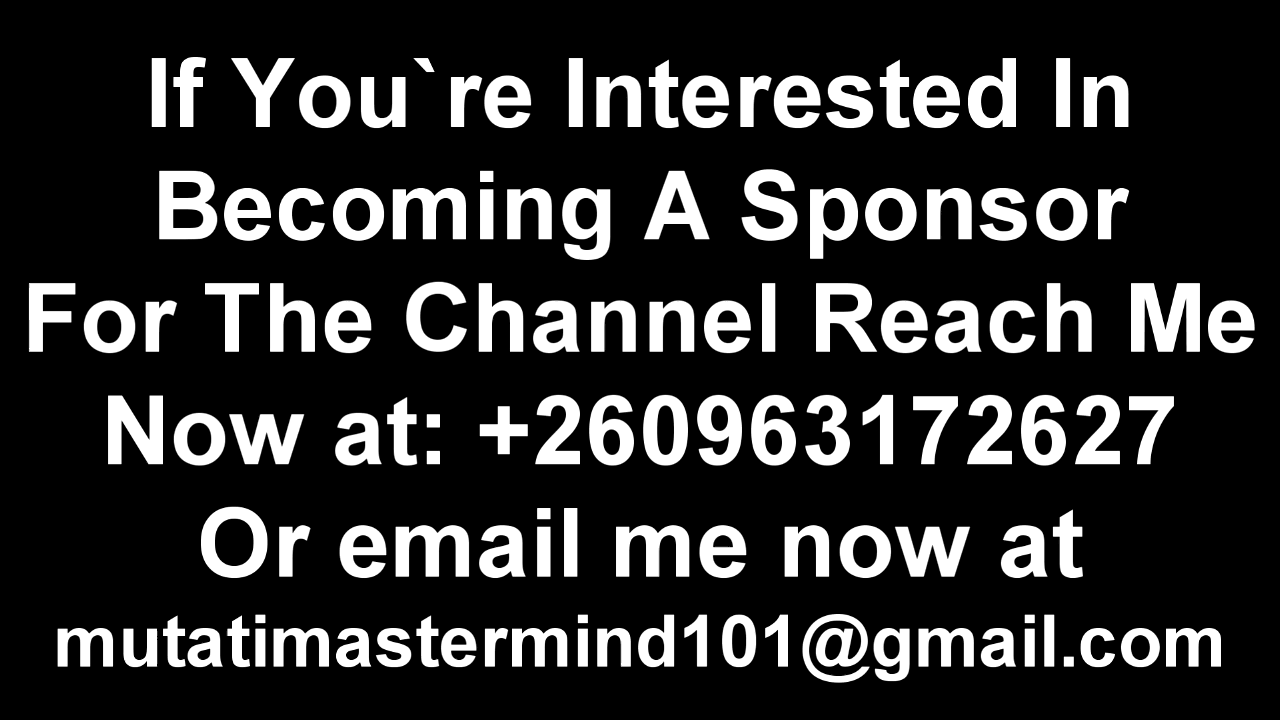 If You`re Interested In
Becoming A Sponsor
For The Channel Reach Me
Now at: +260963172627
Or email me now at
mutatimastermind101@gmail.com